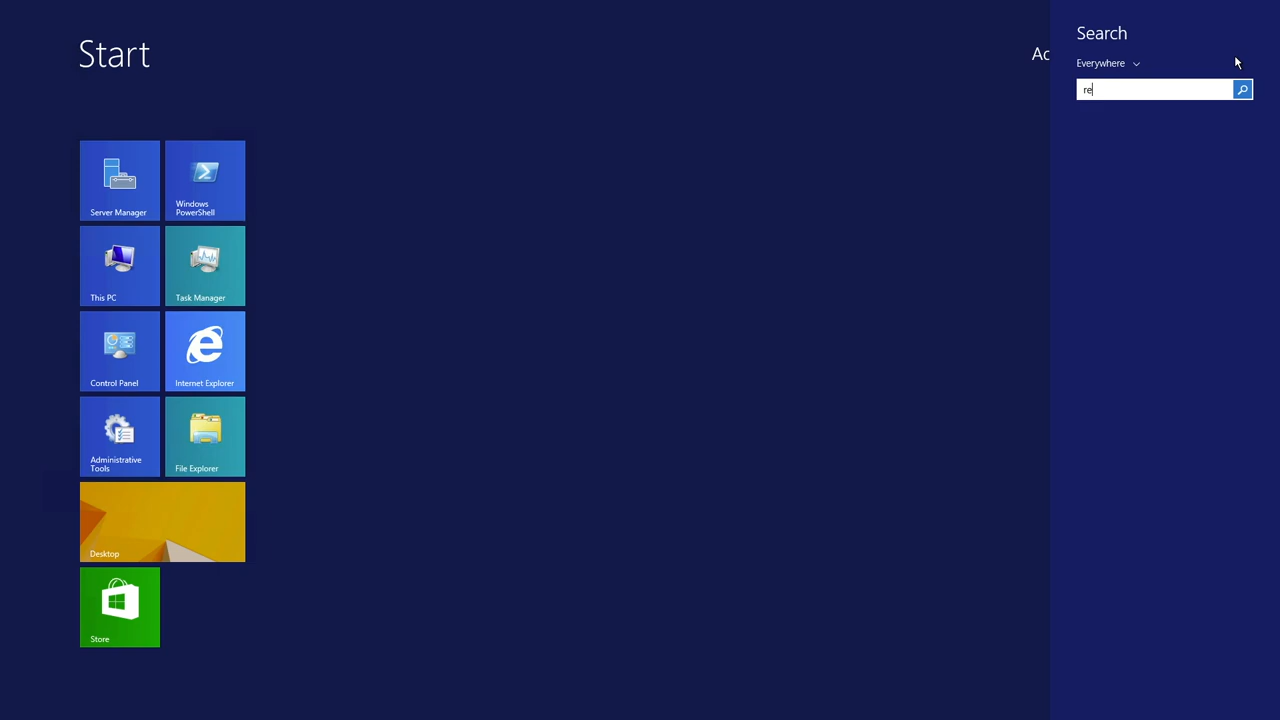 Start
Search
Everywhere
re
Server Manager
Windows
PowerShell
This PC
Task Manager
Control Panel
Internet Explorer
Administrative
Tools
File Explorer
Desktop
Store